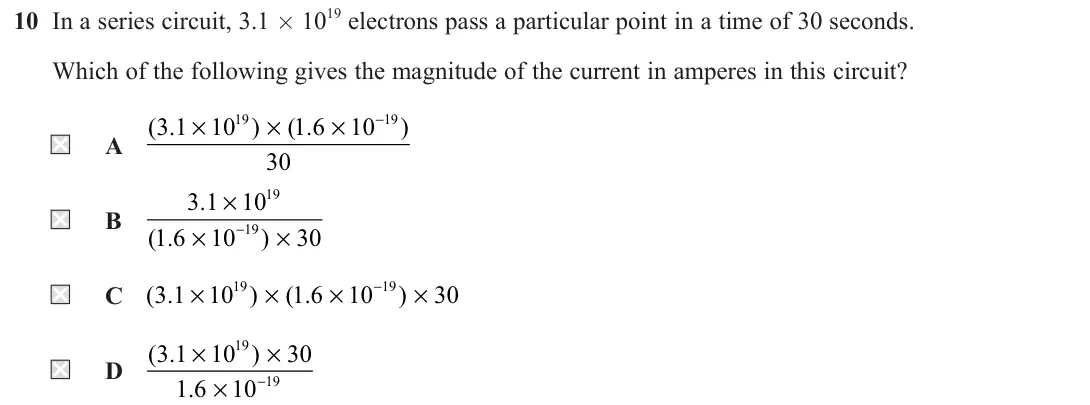 10 In a series circuit, 3.1 × 10¹⁹ electrons pass a particular point in a time of 30 seconds.
Which of the following gives the magnitude of the current in amperes in this circuit?
A (3.1 × 10¹⁹) × (1.6 × 10⁻¹⁹)
30
B 3.1 × 10¹⁹
(1.6 × 10⁻¹⁹) × 30
C (3.1 × 10¹⁹) × (1.6 × 10⁻¹⁹) × 30
D (3.1 × 10¹⁹) × 30
1.6 × 10⁻¹⁹